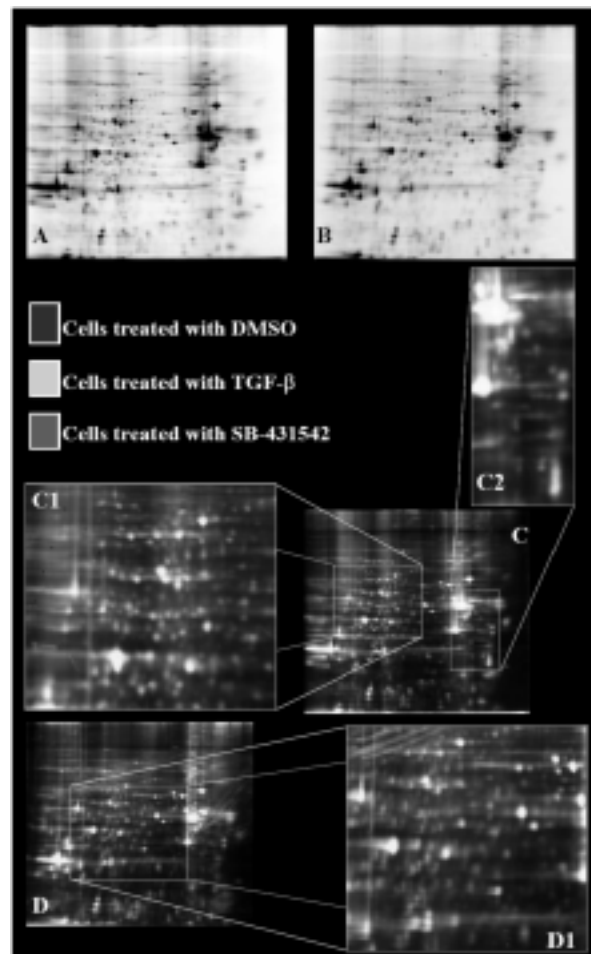 A
B
Cells treated with DMSO
Cells treated with TGF-β
Cells treated with SB-431542
C2
C1
C
D
D1